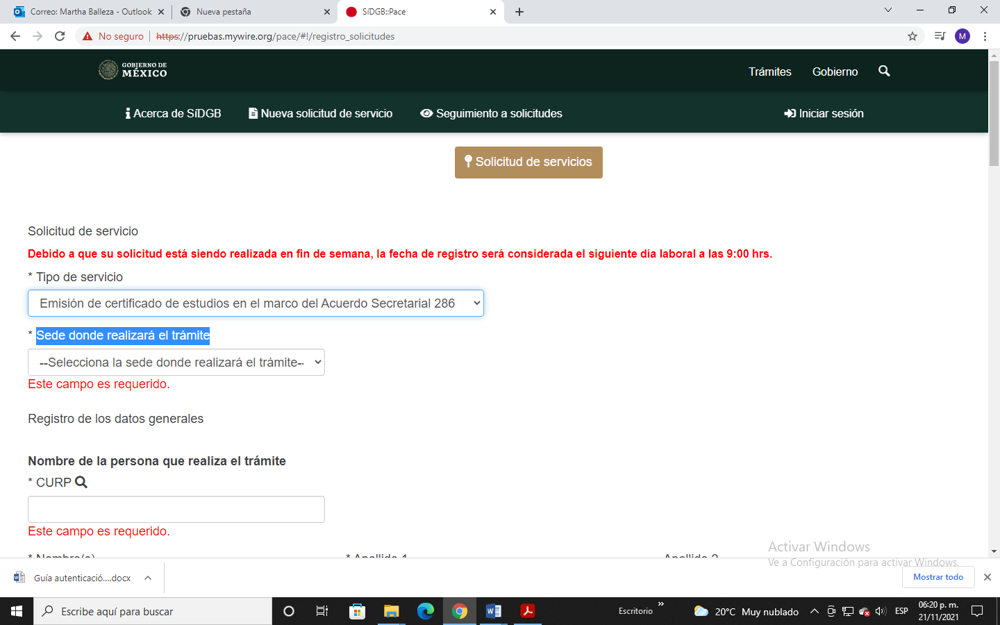 Correo: Martha Balleza - Outlook
Nueva pestaña
SíDGB::Pace
No seguro
https://pruebas.mywire.org/pace/#!/registro_solicitudes
M
GOBIERNO DE
MÉXICO
Trámites
Gobierno
Acerca de SíDGB
Nueva solicitud de servicio
Seguimiento a solicitudes
Iniciar sesión
Solicitud de servicios
Solicitud de servicio
Debido a que su solicitud está siendo realizada en fin de semana, la fecha de registro será considerada el siguiente día laboral a las 9:00 hrs.
* Tipo de servicio
Emisión de certificado de estudios en el marco del Acuerdo Secretarial 286
* Sede donde realizará el trámite
--Selecciona la sede donde realizará el trámite--
Este campo es requerido.
Registro de los datos generales
Nombre de la persona que realiza el trámite
* CURP
Este campo es requerido.
* Nombre(s)
* Apellido 1
Apellido 2
Activar Windows
Ve a Configuración para activar Windows.
Guía autenticació....docx
Mostrar todo
Escribe aquí para buscar
Escritorio
20°C Muy nublado
ESP
06:20 p. m.
21/11/2021